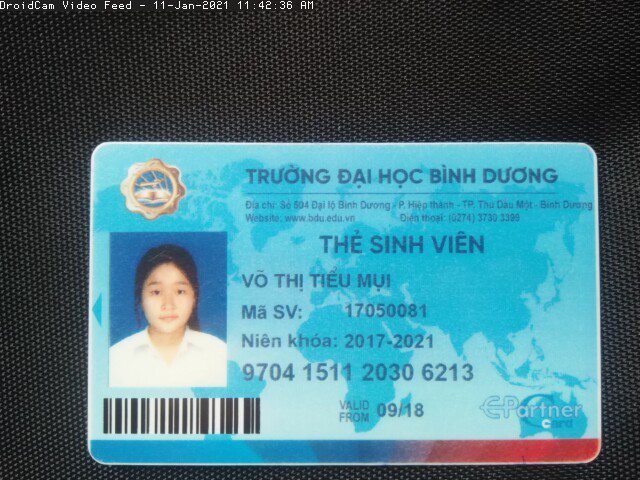 DroidCam Video Feed - 11-Jan-2021 11:42:36 AM
TRƯỜNG ĐẠI HỌC BÌNH DƯƠNG
Địa chỉ: Số 504 Đại lộ Bình Dương - P. Hiệp thành - TP. Thủ Dầu Một - Bình Dương
Website: www.bdu.edu.vn Điện thoại: (0274) 3730 3399
THẺ SINH VIÊN
VÕ THỊ TIỂU MỤI
Mã SV: 17050081
Niên khóa: 2017-2021
9704 1511 2030 6213
VALID FROM 09/18
E-Partner
card